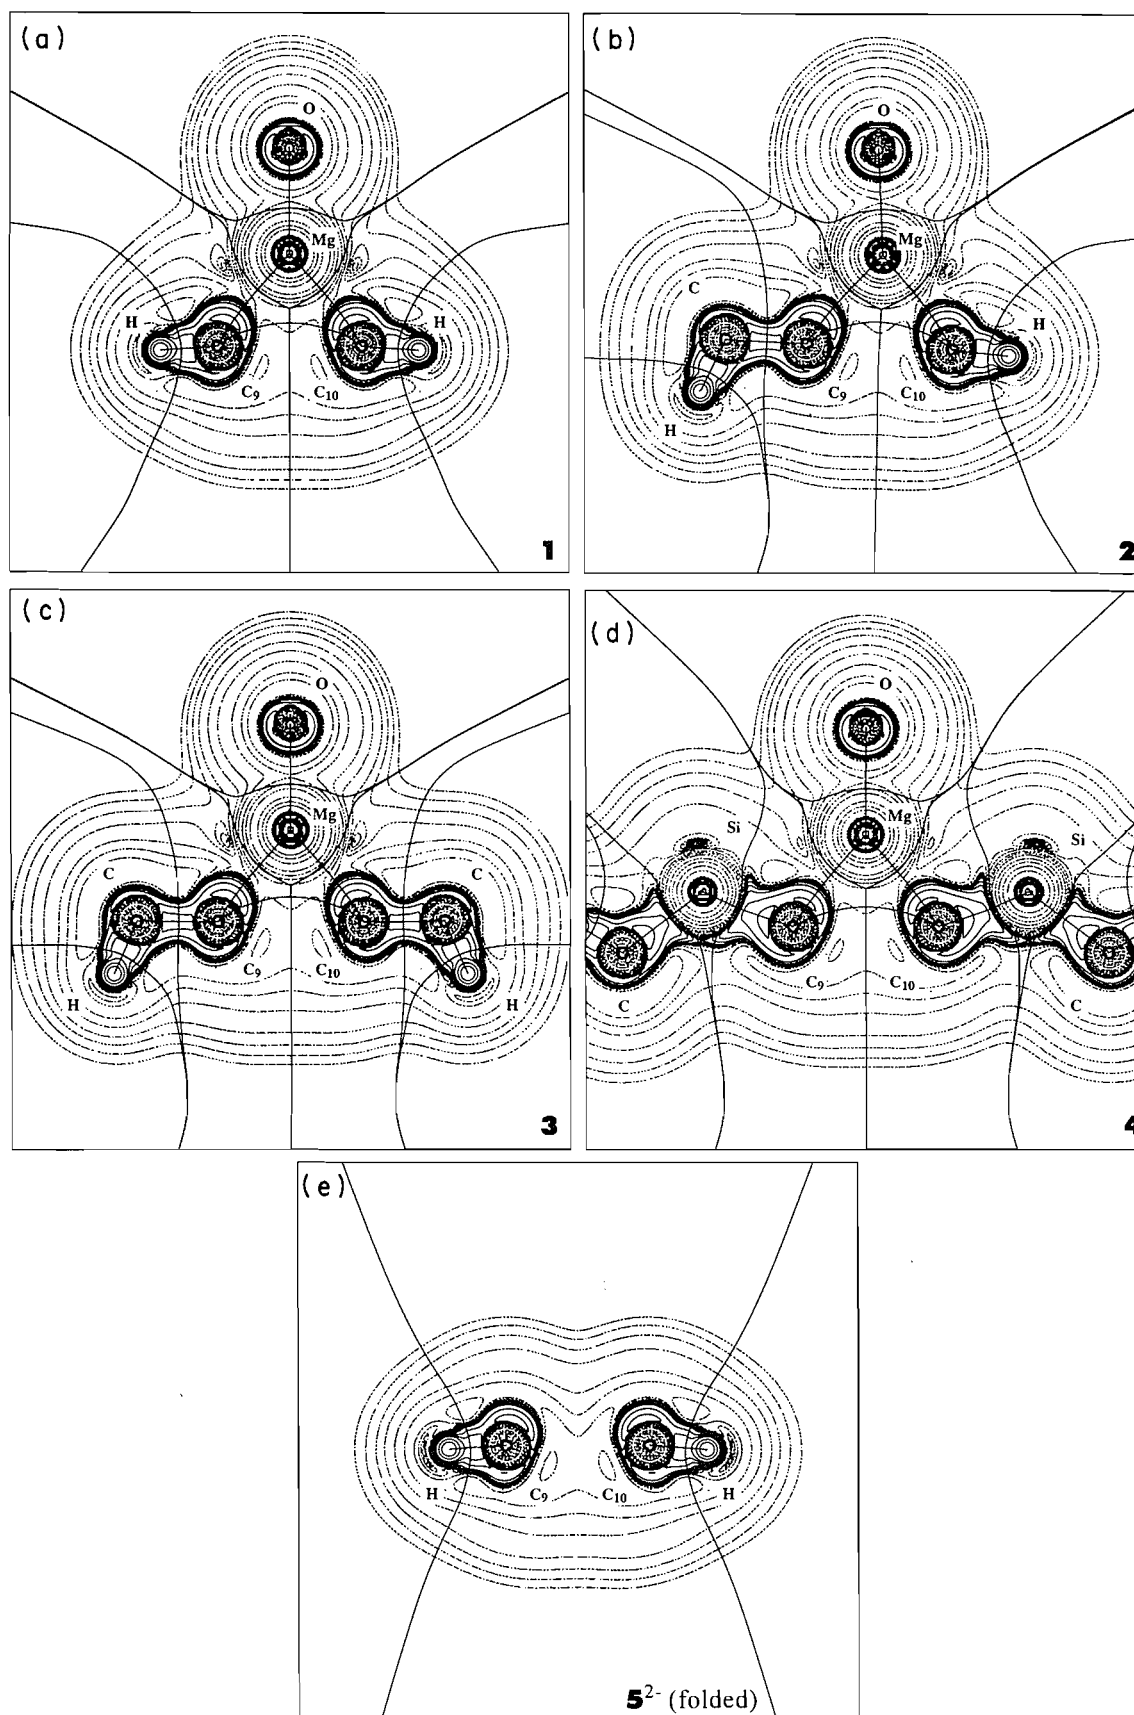 (a)
O
Mg
H
H
C9
C10
1
(b)
O
Mg
C
H
H
C9
C10
2
(c)
O
Mg
C
C
H
H
C9
C10
3
(d)
O
Mg
Si
Si
C
C
C9
C10
4
(e)
H
C9
C10
H
5²⁻ (folded)